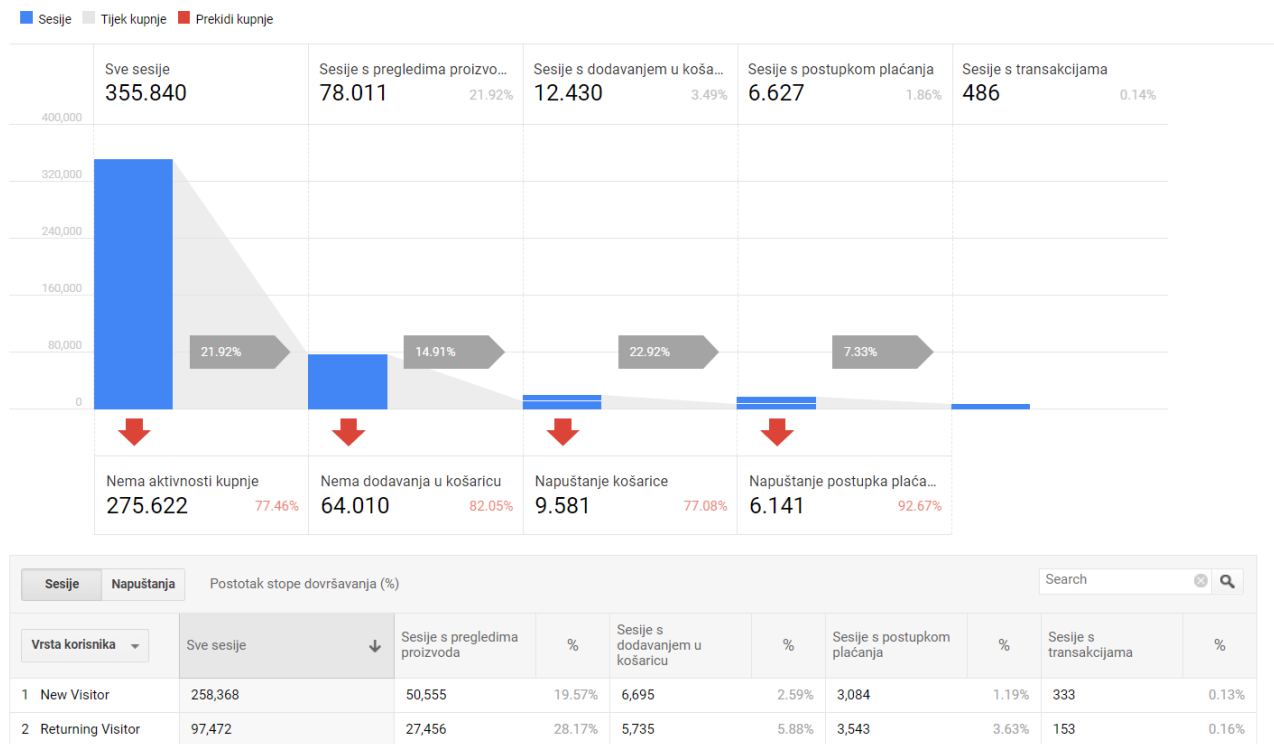 Sesije Tijek kupnje Prekidi kupnje
Sve sesije
355.840
Sesije s pregledima proizvo...
78.011 21.92%
Sesije s dodavanjem u koša...
12.430 3.49%
Sesije s postupkom plaćanja
6.627 1.86%
Sesije s transakcijama
486 0.14%
400,000
320,000
240,000
160,000
80,000
0
21.92%
14.91%
22.92%
7.33%
Nema aktivnosti kupnje
275.622 77.46%
Nema dodavanja u košaricu
64.010 82.05%
Napuštanje košarice
9.581 77.08%
Napuštanje postupka plaća...
6.141 92.67%
Sesije Napuštanja Postotak stope dovršavanja (%) Search
Vrsta korisnika
Sve sesije
Sesije s pregledima
proizvoda
%
Sesije s
dodavanjem u
košaricu
%
Sesije s postupkom
plaćanja
%
Sesije s
transakcijama
%
1 New Visitor 258,368 50,555 19.57% 6,695 2.59% 3,084 1.19% 333 0.13%
2 Returning Visitor 97,472 27,456 28.17% 5,735 5.88% 3,543 3.63% 153 0.16%